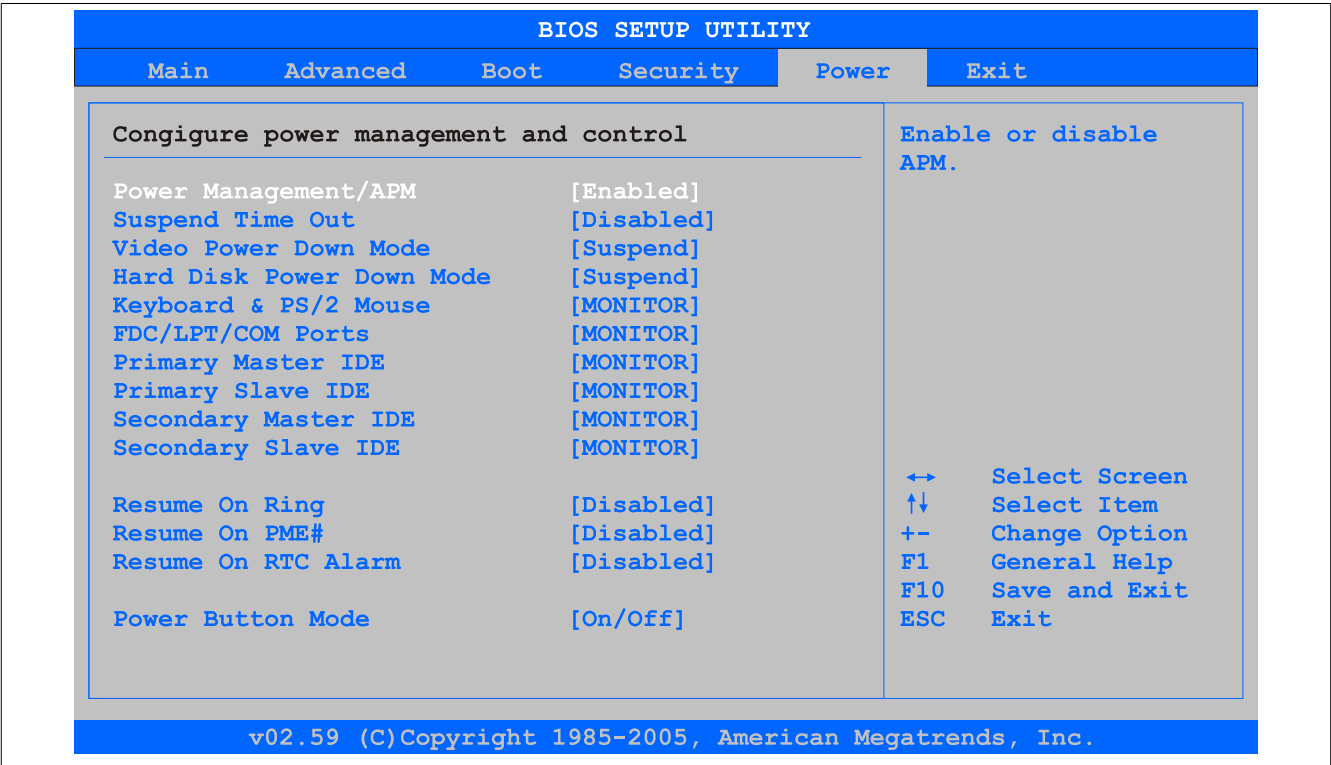 BIOS SETUP UTILITY
Main Advanced Boot Security Power Exit
Congigure power management and control
Power Management/APM [Enabled]
Suspend Time Out [Disabled]
Video Power Down Mode [Suspend]
Hard Disk Power Down Mode [Suspend]
Keyboard & PS/2 Mouse [MONITOR]
FDC/LPT/COM Ports [MONITOR]
Primary Master IDE [MONITOR]
Primary Slave IDE [MONITOR]
Secondary Master IDE [MONITOR]
Secondary Slave IDE [MONITOR]
Resume On Ring [Disabled]
Resume On PME# [Disabled]
Resume On RTC Alarm [Disabled]
Power Button Mode [On/Off]
Enable or disable
APM.
↔ Select Screen
↑↓ Select Item
+- Change Option
F1 General Help
F10 Save and Exit
ESC Exit
v02.59 (C)Copyright 1985-2005, American Megatrends, Inc.